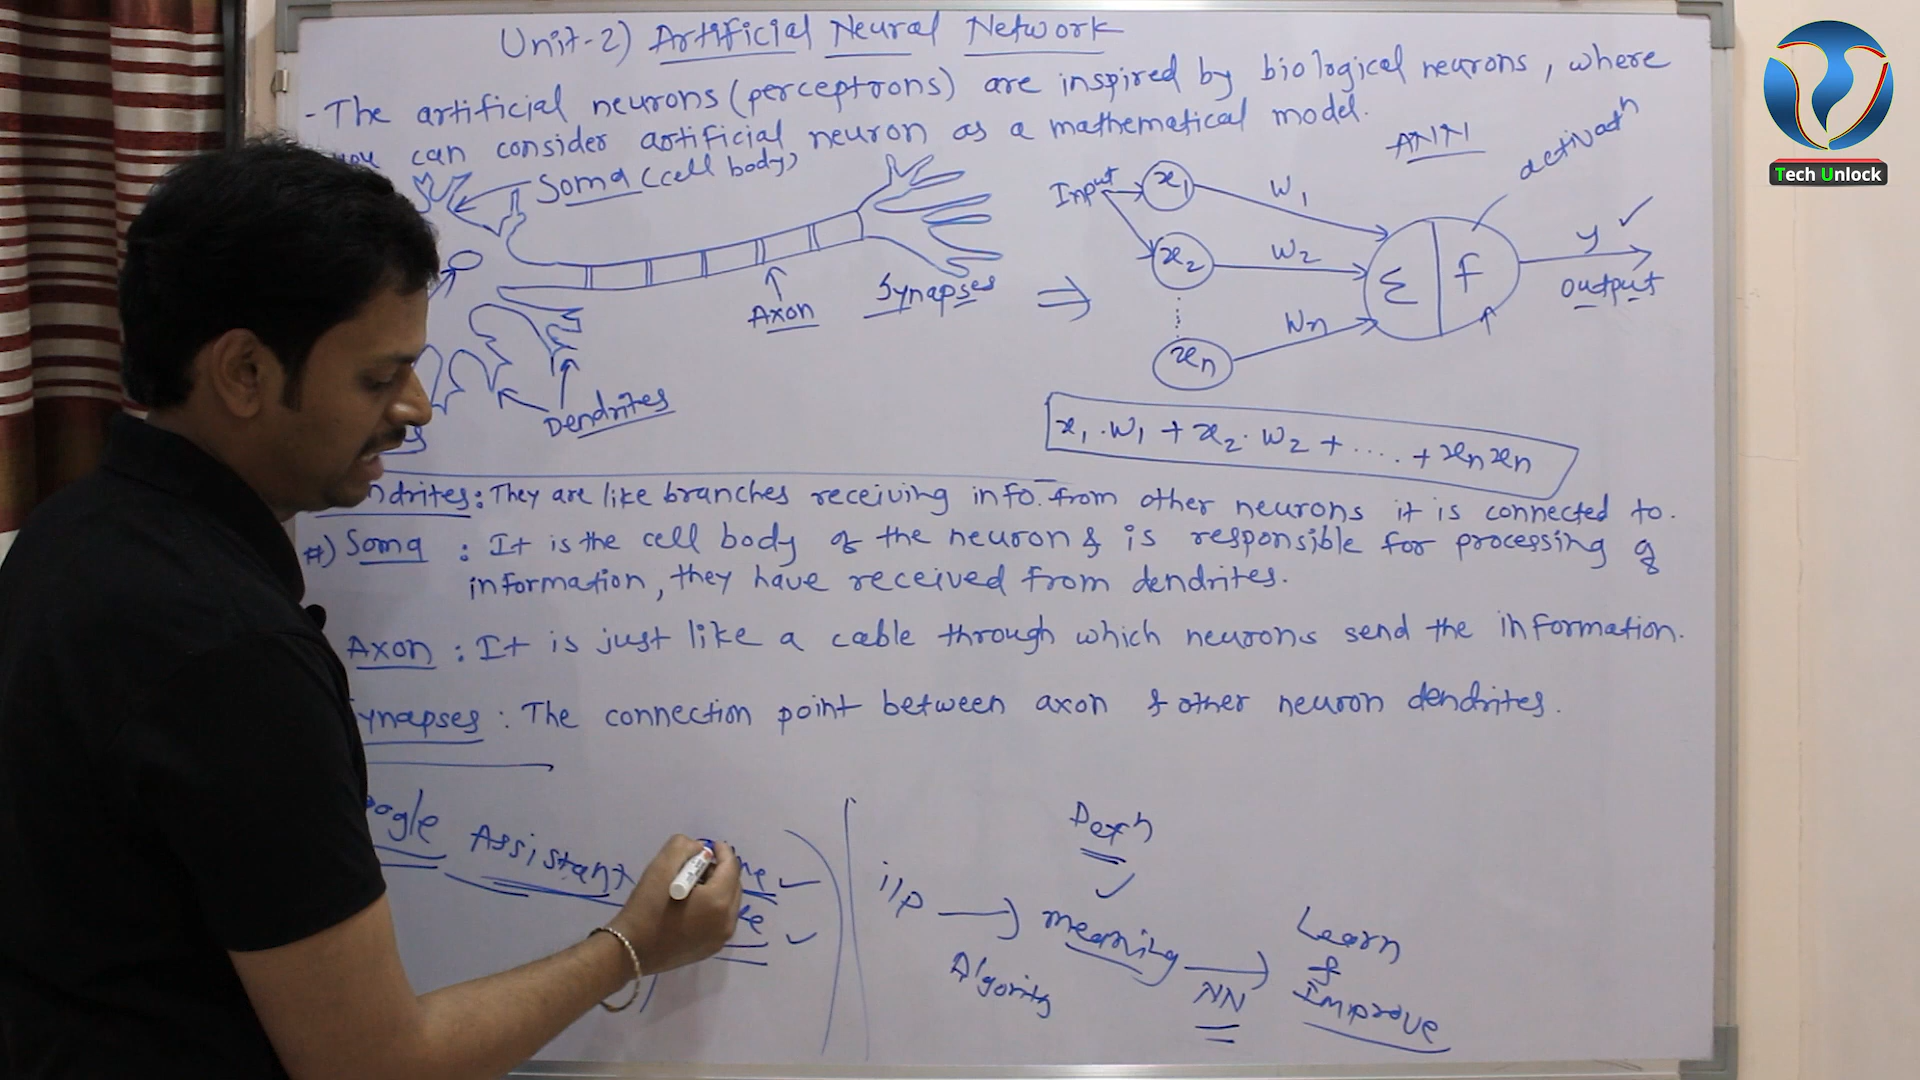 Unit-2) Artificial Neural Network
- The artificial neurons (perceptrons) are inspired by biological neurons, where
you can consider artificial neuron as a mathematical model.
Soma (cell body)
Axon
Synapses
Dendrites
⇒
ANN
activatn
Input
x1
x2
xn
w1
w2
wn
Σ
f
y ✓
output
x1.w1 + x2.w2 + ..... + xnxn
ndrites: They are like branches receiving info. from other neurons it is connected to.
#) Soma : It is the cell body of the neuron & is responsible for processing of
information, they have received from dendrites.
Axon : It is just like a cable through which neurons send the information.
ynapses : The connection point between axon & other neuron dendrites.
ogle Assistant
i/p
Algorith
meaning
NN
Learn
&
Improve
Tech Unlock